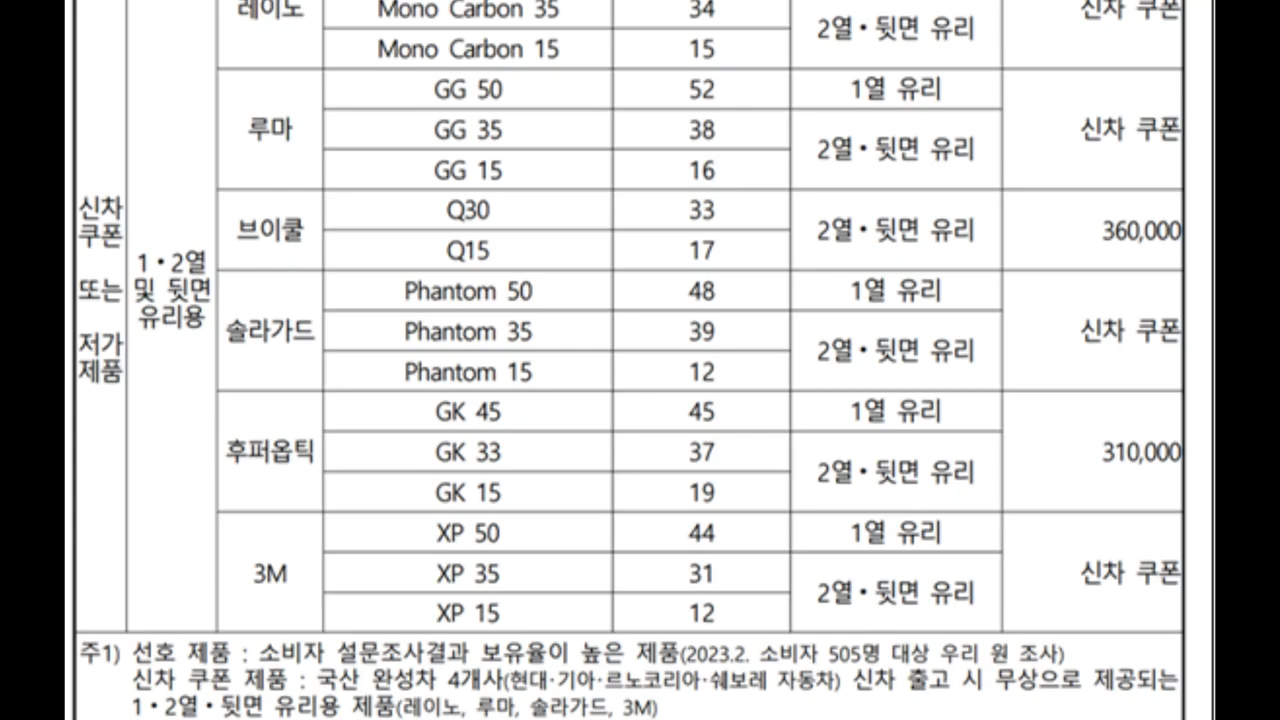 레이노 Mono Carbon 35 34 신차 쿠폰
2열・뒷면 유리
Mono Carbon 15 15
GG 50 52 1열 유리
루마 GG 35 38 신차 쿠폰
2열・뒷면 유리
GG 15 16
신차
쿠폰
또는
저가
제품
1・2열
및 뒷면
유리용
Q30 33
브이쿨 2열・뒷면 유리 360,000
Q15 17
Phantom 50 48 1열 유리
솔라가드 Phantom 35 39 신차 쿠폰
2열・뒷면 유리
Phantom 15 12
GK 45 45 1열 유리
후퍼옵틱 GK 33 37 310,000
2열・뒷면 유리
GK 15 19
XP 50 44 1열 유리
3M XP 35 31 신차 쿠폰
2열・뒷면 유리
XP 15 12
주1) 선호 제품 : 소비자 설문조사결과 보유율이 높은 제품(2023.2. 소비자 505명 대상 우리 원 조사)
신차 쿠폰 제품 : 국산 완성차 4개사(현대·기아·르노코리아·쉐보레 자동차) 신차 출고 시 무상으로 제공되는
1・2열・뒷면 유리용 제품(레이노, 루마, 솔라가드, 3M)